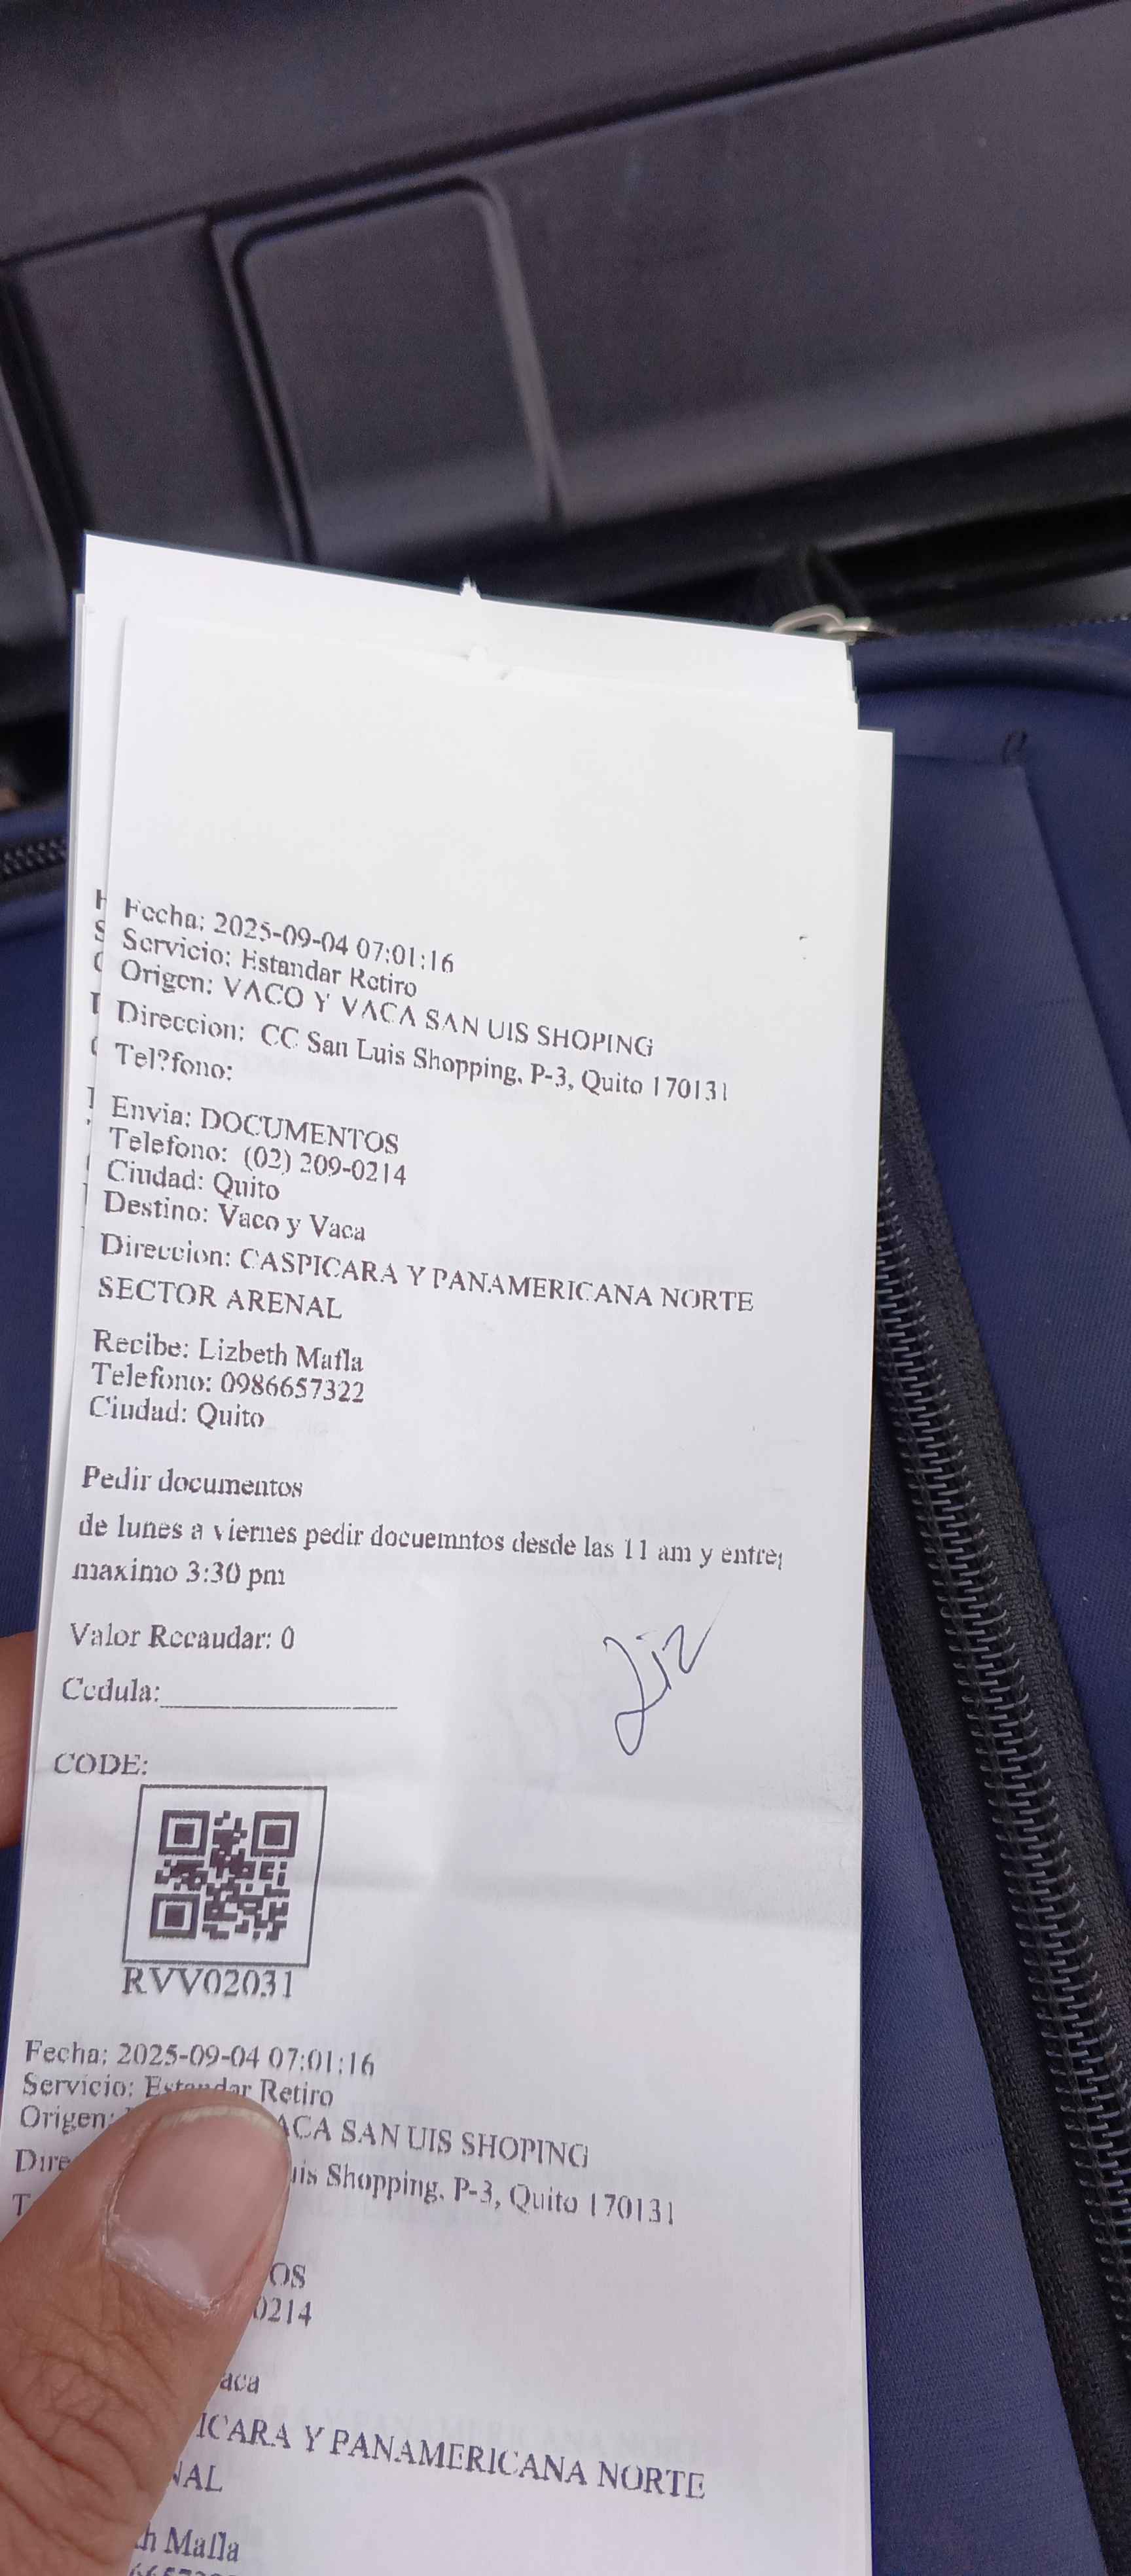 Fecha: 2025-09-04 07:01:16
Servicio: Estandar Retiro
Origen: VACO Y VACA SAN UIS SHOPING
Direccion: CC San Luis Shopping, P-3, Quito 170131
Tel?fono:
Envia: DOCUMENTOS
Telefono: (02) 209-0214
Ciudad: Quito
Destino: Vaco y Vaca
Direccion: CASPICARA Y PANAMERICANA NORTE
SECTOR ARENAL
Recibe: Lizbeth Mafla
Telefono: 0986657322
Ciudad: Quito
Pedir documentos
de lunes a viernes pedir docuemntos desde las 11 am y entre
maximo 3:30 pm
Valor Recaudar: 0
Liz
Cedula:
CODE:
RVV02031
Fecha: 2025-09-04 07:01:16
Servicio: Estandar Retiro
Origen: ACA SAN UIS SHOPING
Dire uis Shopping, P-3, Quito 170131
T
OS
0214
aca
ICARA Y PANAMERICANA NORTE
NAL
th Mafla